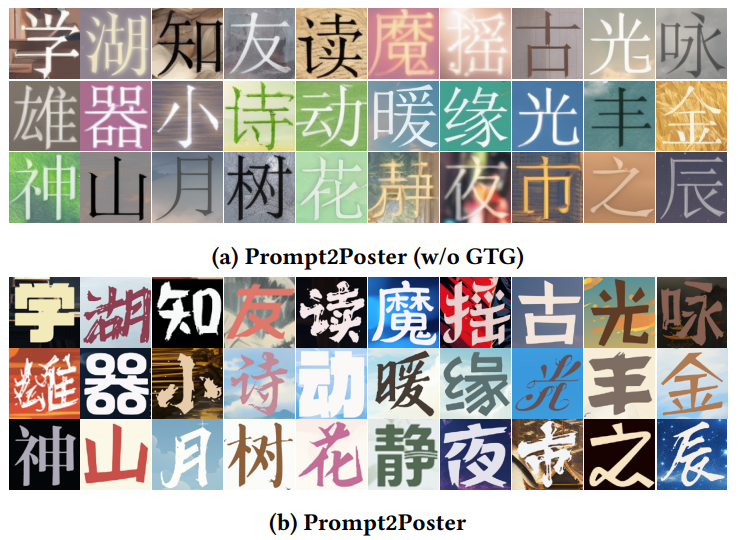 学湖知友读魔摇古光咏
雄器小诗动暖缘光丰金
神山月树花静夜市之辰
(a) Prompt2Poster (w/o GTG)
学湖知友读魔摇古光咏
雄器小诗动暖缘光丰金
神山月树花静夜市之辰
(b) Prompt2Poster